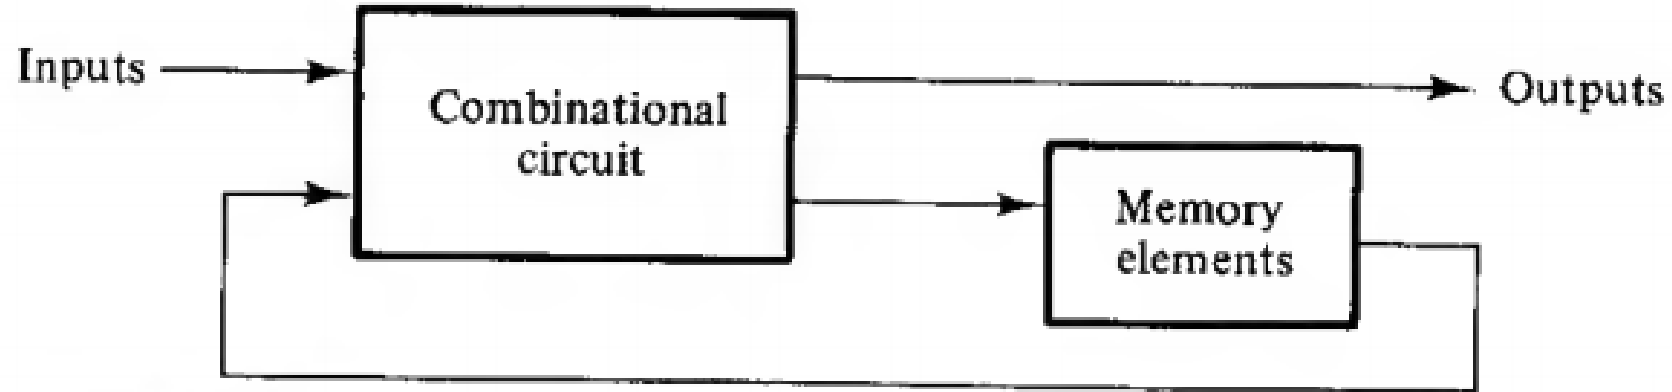 Inputs
Combinational
circuit
Outputs
Memory
elements